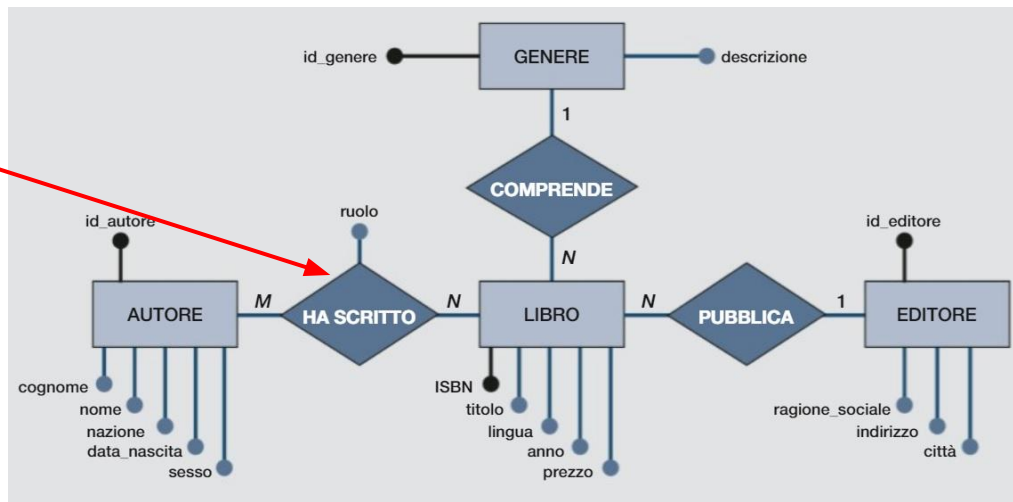 id_genere GENERE descrizione
1
COMPRENDE
ruolo
id_autore id_editore
N
AUTORE M HA SCRITTO N LIBRO N PUBBLICA 1 EDITORE
cognome ISBN
nome titolo ragione_sociale
nazione lingua indirizzo
data_nascita anno città
sesso prezzo